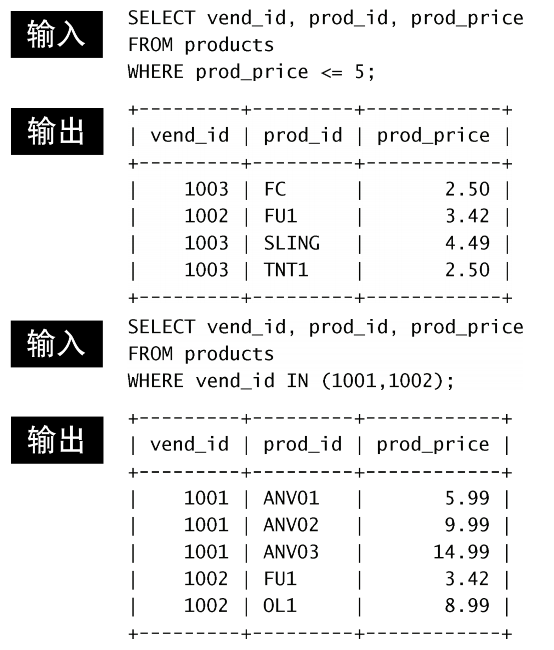 输入
SELECT vend_id, prod_id, prod_price
FROM products
WHERE prod_price <= 5;
输出
+---------+---------+------------+
| vend_id | prod_id | prod_price |
+---------+---------+------------+
|    1003 | FC      |       2.50 |
|    1002 | FU1     |       3.42 |
|    1003 | SLING   |       4.49 |
|    1003 | TNT1    |       2.50 |
+---------+---------+------------+
输入
SELECT vend_id, prod_id, prod_price
FROM products
WHERE vend_id IN (1001,1002);
输出
+---------+---------+------------+
| vend_id | prod_id | prod_price |
+---------+---------+------------+
|    1001 | ANV01   |       5.99 |
|    1001 | ANV02   |       9.99 |
|    1001 | ANV03   |      14.99 |
|    1002 | FU1     |       3.42 |
|    1002 | OL1     |       8.99 |
+---------+---------+------------+